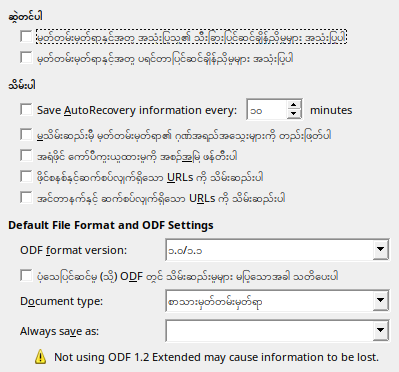 ဆွဲတင်ပါ
မှတ်တမ်းမှတ်ရာနှင့်အတူ အသုံးပြုသူ၏ သီးခြားပြင်ဆင်ချိန်ညှိမှုများ အသုံးပြုပါ
မှတ်တမ်းမှတ်ရာနှင့်အတူ ပရင်တာပြင်ဆင်ချိန်ညှိမှုများ အသုံးပြုပါ
သိမ်းပါ
Save AutoRecovery information every: ၁၀ minutes
မသိမ်းဆည်းမှီ မှတ်တမ်းမှတ်ရာ၏ ဂုဏ်အရည်အသွေးများကို တည်းဖြတ်ပါ
အရံဖိုင် ကော်ပီကူးယူထားမှုကို အစဉ်အမြဲ ဖန်တီးပါ
ဖိုင်စနစ်နှင့်ဆက်စပ်လျက်ရှိသော URLs ကို သိမ်းဆည်းပါ
အင်တာနက်နှင့် ဆက်စပ်လျက်ရှိသော URLs ကို သိမ်းဆည်းပါ
Default File Format and ODF Settings
ODF format version: ၁.၀/၁.၁
ပုံသေပြင်ဆင်မှု (သို့) ODF တွင် သိမ်းဆည်းမှုများ မပြုသောအခါ သတိပေးပါ
Document type: စာသားမှတ်တမ်းမှတ်ရာ
Always save as:
Not using ODF 1.2 Extended may cause information to be lost.